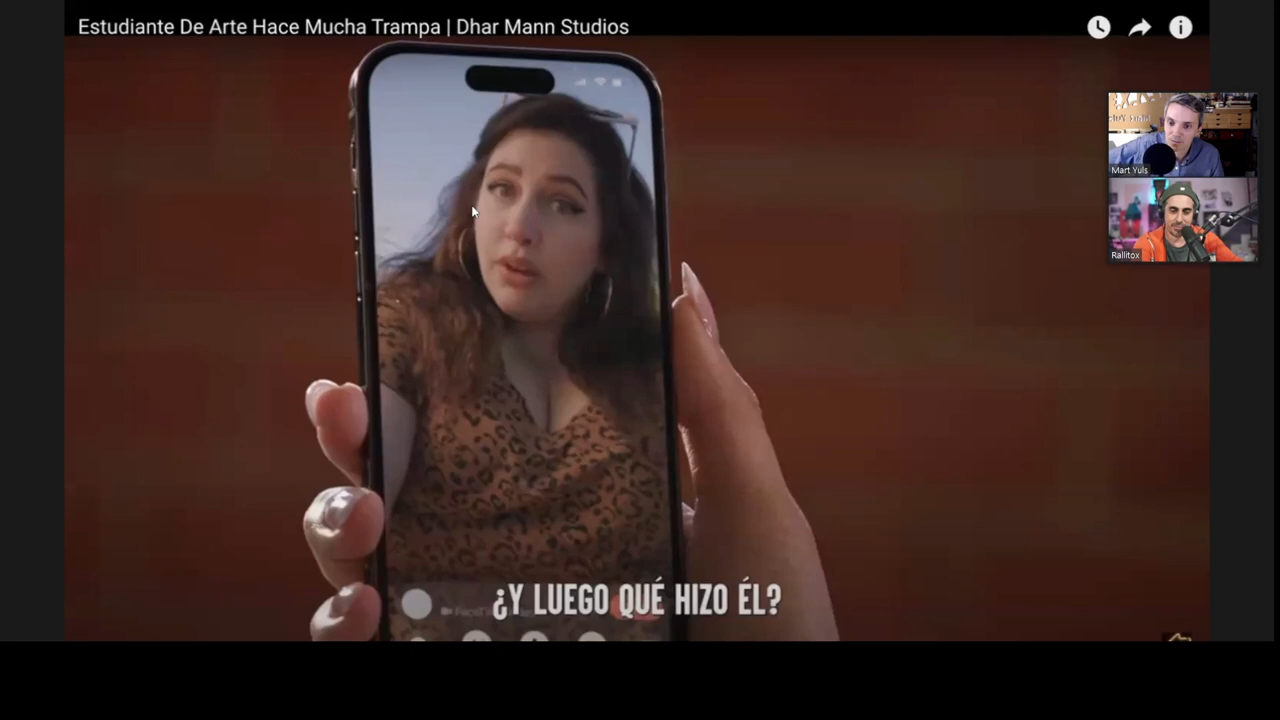 Estudiante De Arte Hace Mucha Trampa | Dhar Mann Studios
Mart Yuls
Rallitox
¿Y LUEGO QUÉ HIZO ÉL?